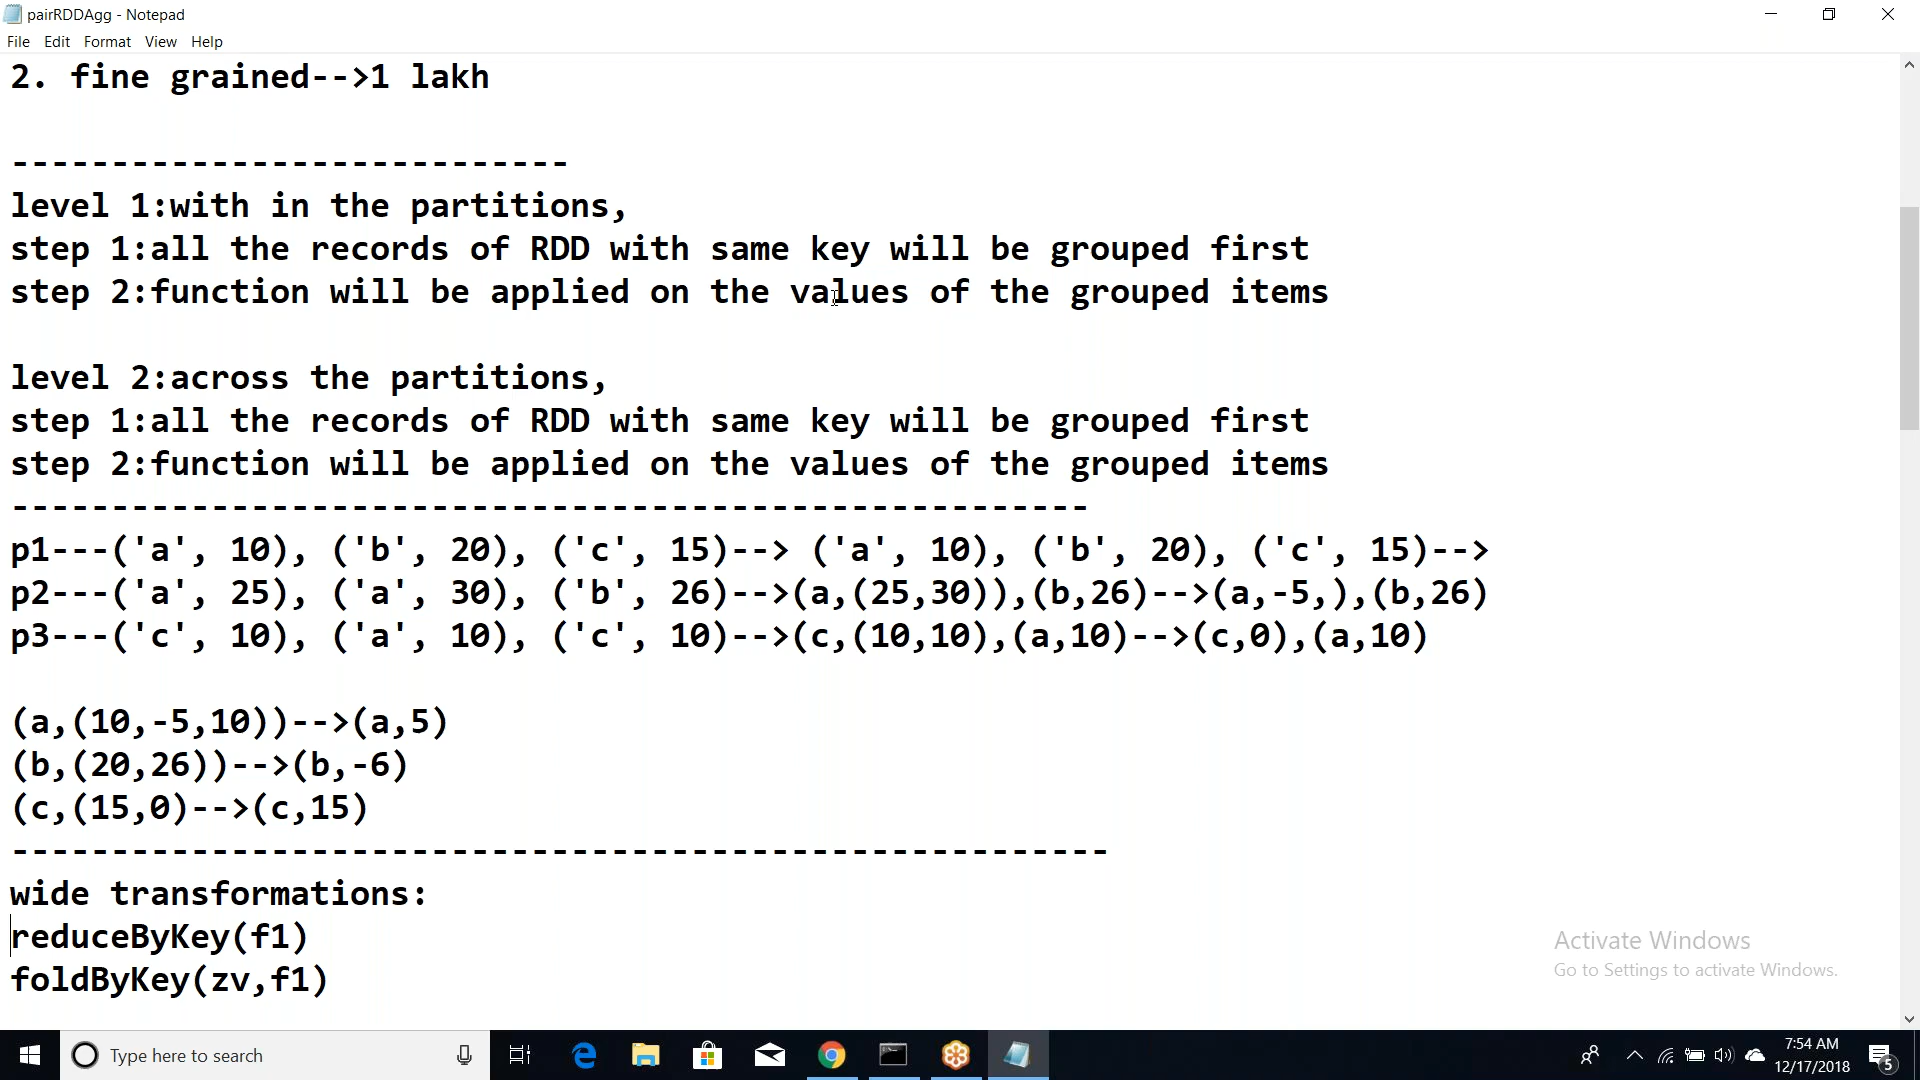 pairRDDAgg - Notepad
File Edit Format View Help
2. fine grained-->1 lakh
----------------------------
level 1:with in the partitions,
step 1:all the records of RDD with same key will be grouped first
step 2:function will be applied on the values of the grouped items
level 2:across the partitions,
step 1:all the records of RDD with same key will be grouped first
step 2:function will be applied on the values of the grouped items
------------------------------------------------------
p1---('a', 10), ('b', 20), ('c', 15)--> ('a', 10), ('b', 20), ('c', 15)-->
p2---('a', 25), ('a', 30), ('b', 26)-->(a,(25,30)),(b,26)-->(a,-5,),(b,26)
p3---('c', 10), ('a', 10), ('c', 10)-->(c,(10,10),(a,10)-->(c,0),(a,10)
(a,(10,-5,10))-->(a,5)
(b,(20,26))-->(b,-6)
(c,(15,0)-->(c,15)
-------------------------------------------------------
wide transformations:
reduceByKey(f1)
foldByKey(zv,f1)
Activate Windows
Go to Settings to activate Windows.
Type here to search
7:54 AM
12/17/2018
5